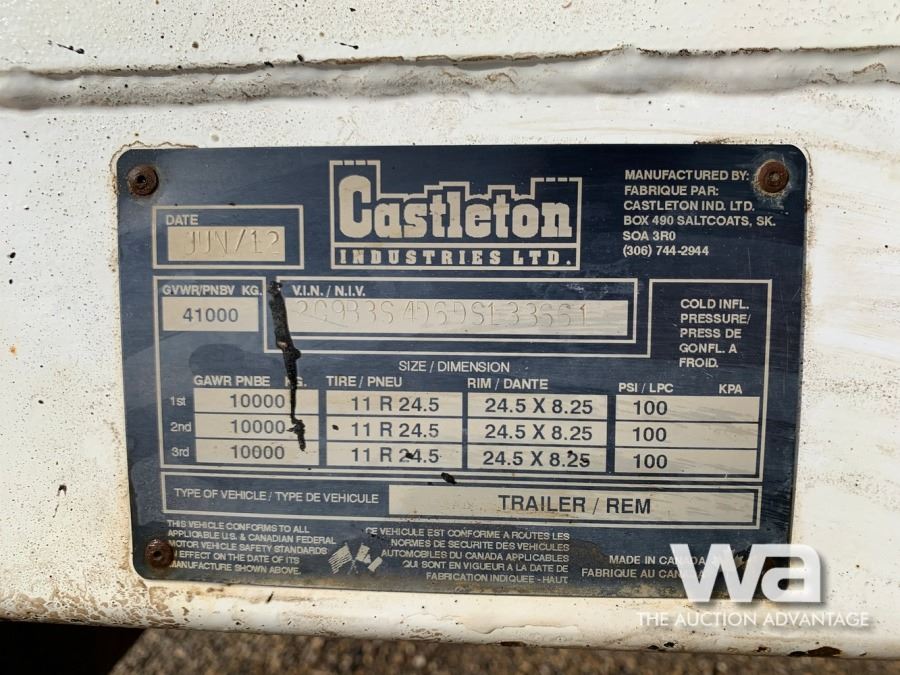 Castleton
INDUSTRIES LTD.
MANUFACTURED BY:
FABRIQUE PAR:
CASTLETON IND. LTD.
BOX 490 SALTCOATS, SK.
SOA 3R0
(306) 744-2944
DATE
JUN/12
GVWR/PNBV KG.
41000
V.I.N. / N.I.V.
COLD INFL.
PRESSURE/
PRESS DE
GONFL. A
FROID.
SIZE / DIMENSION
GAWR PNBE KG. TIRE / PNEU RIM / DANTE PSI / LPC KPA
1st 10000 11 R 24.5 24.5 X 8.25 100
2nd 10000 11 R 24.5 24.5 X 8.25 100
3rd 10000 11 R 24.5 24.5 X 8.25 100
TYPE OF VEHICLE / TYPE DE VEHICULE TRAILER / REM
THIS VEHICLE CONFORMS TO ALL
APPLICABLE U.S. & CANADIAN FEDERAL
MOTOR VEHICLE SAFETY STANDARDS
EFFECT ON THE DATE OF ITS
MANUFACTURE SHOWN ABOVE.
CE VEHICULE EST CONFORME A ROUTES LES
NORMES DE SECURITE DES VEHICULES
AUTOMOBILES DU CANADA APPLICABLES
QUI SONT EN VIGUEUR A LA DATE DE
FABRICATION INDIQUEE - HAUT
MADE IN CANADA
FABRIQUE AU
wa
THE AUCTION ADVANTAGE